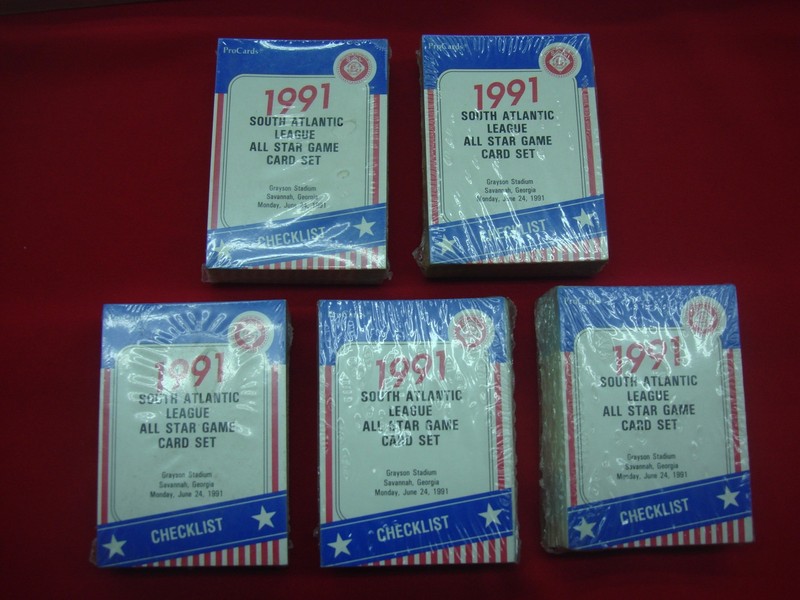 ProCards
1991
SOUTH ATLANTIC
LEAGUE
ALL STAR GAME
CARD SET
Grayson Stadium
Savannah, Georgia
Monday, June 24, 1991
CHECKLIST
ProCards
1991
SOUTH ATLANTIC
LEAGUE
ALL STAR GAME
CARD SET
Grayson Stadium
Savannah, Georgia
Monday, June 24, 1991
CHECKLIST
1991
SOUTH ATLANTIC
LEAGUE
ALL STAR GAME
CARD SET
Grayson Stadium
Savannah, Georgia
Monday, June 24, 1991
CHECKLIST
ProCards
1991
SOUTH ATLANTIC
LEAGUE
ALL STAR GAME
CARD SET
Grayson Stadium
Savannah, Georgia
Monday, June 24, 1991
CHECKLIST
ProCards
1991
SOUTH ATLANTIC
LEAGUE
ALL STAR GAME
CARD SET
Grayson Stadium
Savannah, Georgia
Monday, June 24, 1991
CHECKLIST